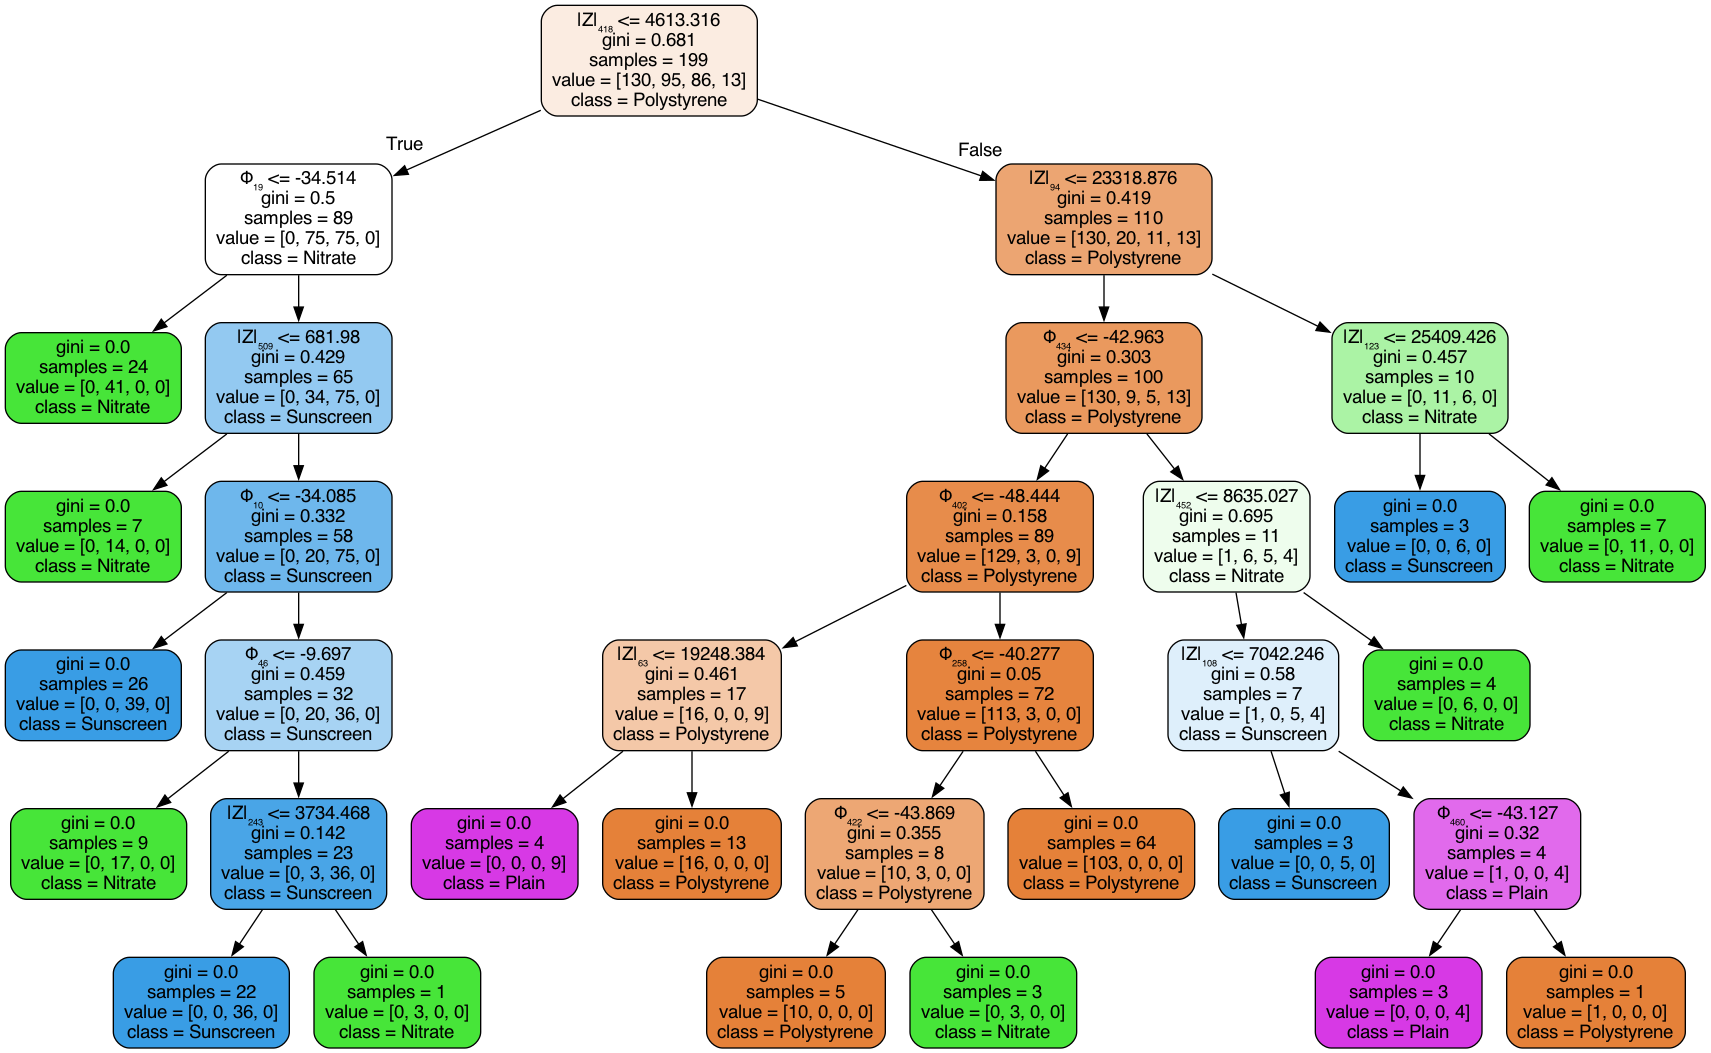 |Z|₄₁₈ <= 4613.316
gini = 0.681
samples = 199
value = [130, 95, 86, 13]
class = Polystyrene
True
False
Φ₁₉ <= -34.514
gini = 0.5
samples = 89
value = [0, 75, 75, 0]
class = Nitrate
|Z|₉₄ <= 23318.876
gini = 0.419
samples = 110
value = [130, 20, 11, 13]
class = Polystyrene
gini = 0.0
samples = 24
value = [0, 41, 0, 0]
class = Nitrate
|Z|₅₀₉ <= 681.98
gini = 0.429
samples = 65
value = [0, 34, 75, 0]
class = Sunscreen
Φ₄₃₄ <= -42.963
gini = 0.303
samples = 100
value = [130, 9, 5, 13]
class = Polystyrene
|Z|₁₂₃ <= 25409.426
gini = 0.457
samples = 10
value = [0, 11, 6, 0]
class = Nitrate
gini = 0.0
samples = 7
value = [0, 14, 0, 0]
class = Nitrate
Φ₁₀ <= -34.085
gini = 0.332
samples = 58
value = [0, 20, 75, 0]
class = Sunscreen
Φ₄₀₂ <= -48.444
gini = 0.158
samples = 89
value = [129, 3, 0, 9]
class = Polystyrene
|Z|₄₅₂ <= 8635.027
gini = 0.695
samples = 11
value = [1, 6, 5, 4]
class = Nitrate
gini = 0.0
samples = 3
value = [0, 0, 6, 0]
class = Sunscreen
gini = 0.0
samples = 7
value = [0, 11, 0, 0]
class = Nitrate
gini = 0.0
samples = 26
value = [0, 0, 39, 0]
class = Sunscreen
Φ₄₆ <= -9.697
gini = 0.459
samples = 32
value = [0, 20, 36, 0]
class = Sunscreen
|Z|₆₃ <= 19248.384
gini = 0.461
samples = 17
value = [16, 0, 0, 9]
class = Polystyrene
Φ₂₅₈ <= -40.277
gini = 0.05
samples = 72
value = [113, 3, 0, 0]
class = Polystyrene
|Z|₁₀₈ <= 7042.246
gini = 0.58
samples = 7
value = [1, 0, 5, 4]
class = Sunscreen
gini = 0.0
samples = 4
value = [0, 6, 0, 0]
class = Nitrate
gini = 0.0
samples = 9
value = [0, 17, 0, 0]
class = Nitrate
|Z|₂₄₃ <= 3734.468
gini = 0.142
samples = 23
value = [0, 3, 36, 0]
class = Sunscreen
gini = 0.0
samples = 4
value = [0, 0, 0, 9]
class = Plain
gini = 0.0
samples = 13
value = [16, 0, 0, 0]
class = Polystyrene
Φ₄₂₂ <= -43.869
gini = 0.355
samples = 8
value = [10, 3, 0, 0]
class = Polystyrene
gini = 0.0
samples = 64
value = [103, 0, 0, 0]
class = Polystyrene
gini = 0.0
samples = 3
value = [0, 0, 5, 0]
class = Sunscreen
Φ₄₆₀ <= -43.127
gini = 0.32
samples = 4
value = [1, 0, 0, 4]
class = Plain
gini = 0.0
samples = 22
value = [0, 0, 36, 0]
class = Sunscreen
gini = 0.0
samples = 1
value = [0, 3, 0, 0]
class = Nitrate
gini = 0.0
samples = 5
value = [10, 0, 0, 0]
class = Polystyrene
gini = 0.0
samples = 3
value = [0, 3, 0, 0]
class = Nitrate
gini = 0.0
samples = 3
value = [0, 0, 0, 4]
class = Plain
gini = 0.0
samples = 1
value = [1, 0, 0, 0]
class = Polystyrene